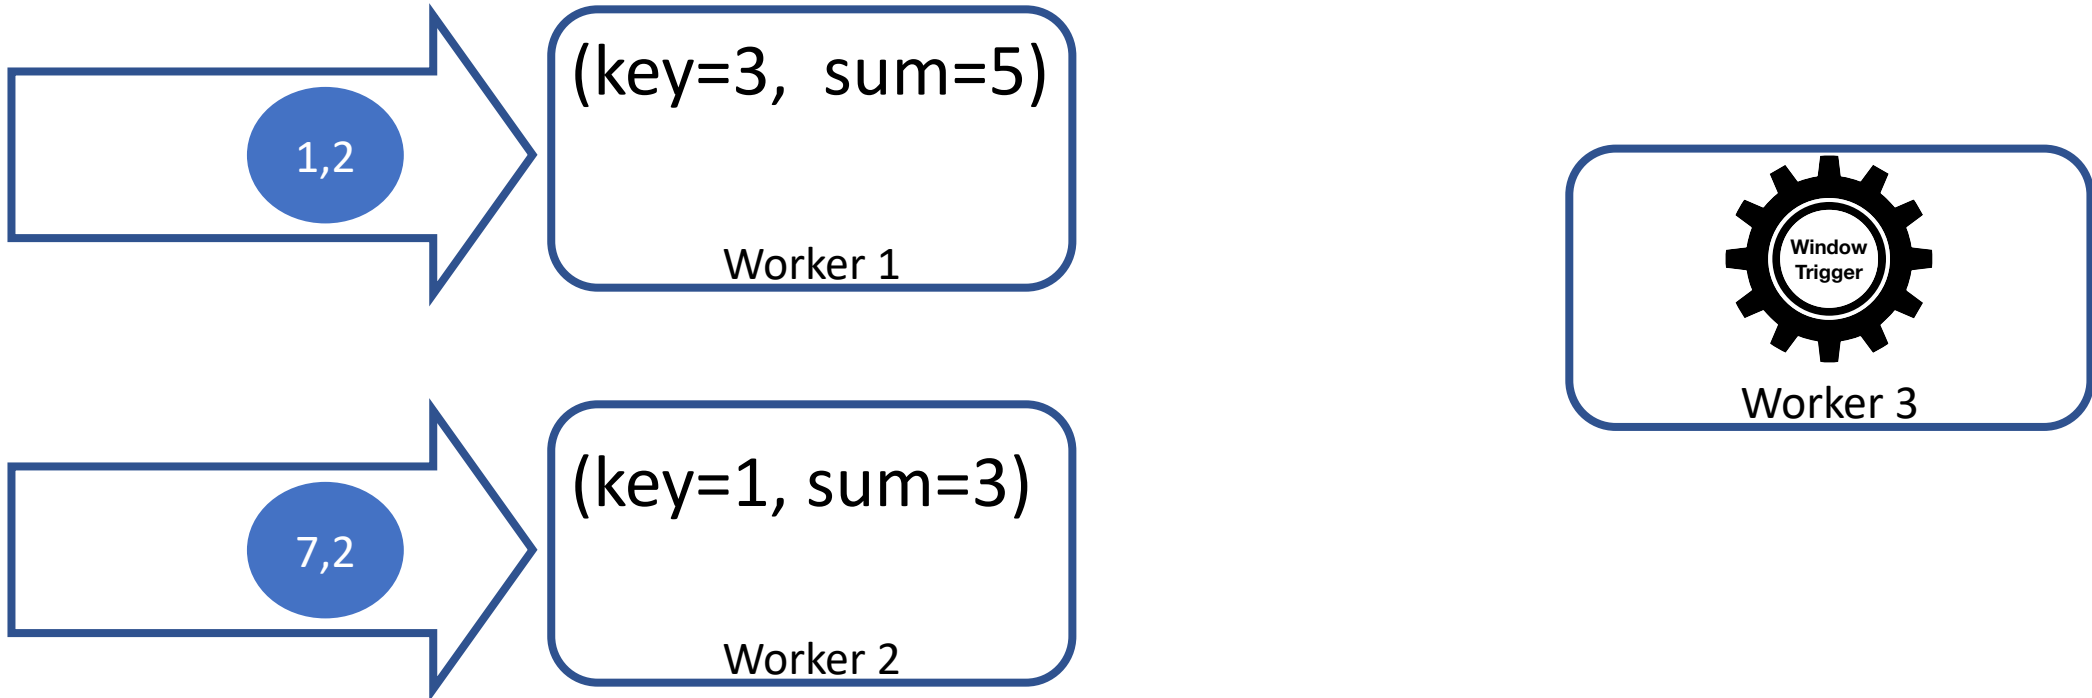 1,2
(key=3, sum=5)
Worker 1
Window
Trigger
Worker 3
7,2
(key=1, sum=3)
Worker 2